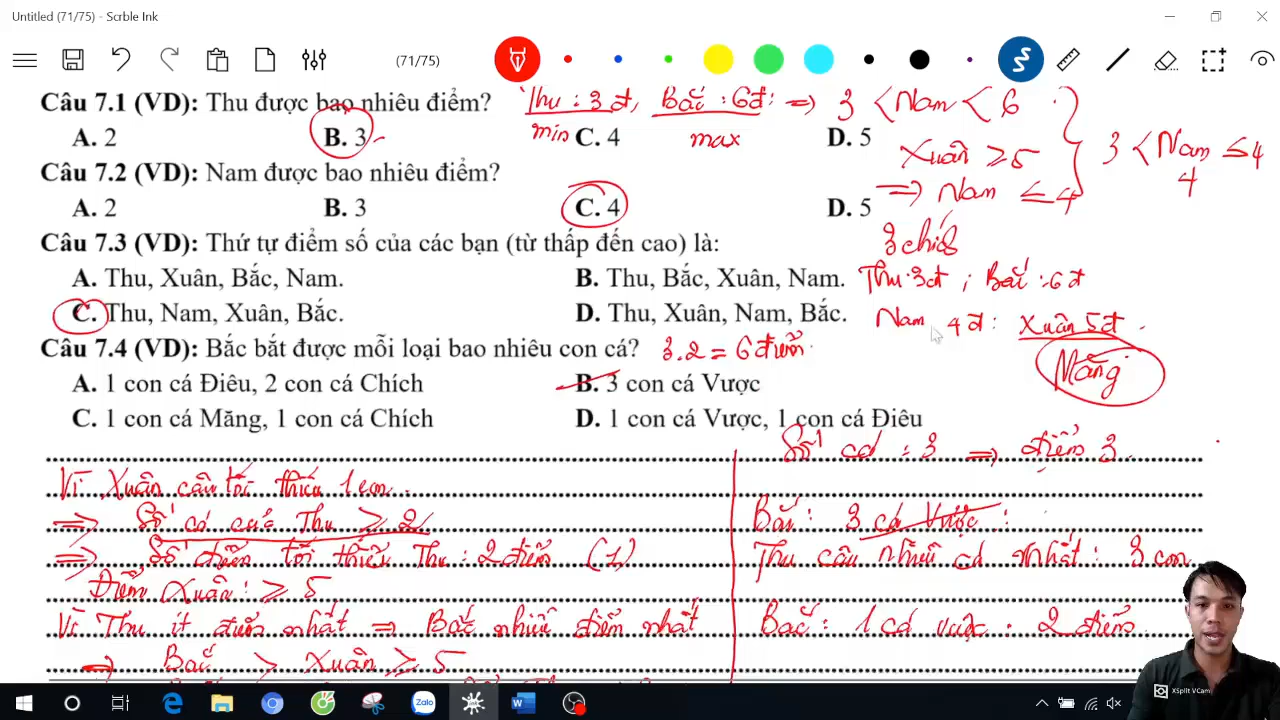 Untitled (71/75) - Scrble Ink
(71/75)
Câu 7.1 (VD): Thu được bao nhiêu điểm?
Thu : 3 đ, Bắc : 6đ ⇒ 3 < Nam < 6
min
max
A. 2
B. 3
C. 4
D. 5
Xuân ≥ 5
3 < Nam ≤ 4
4
Câu 7.2 (VD): Nam được bao nhiêu điểm?
⇒ Nam ≤ 4
A. 2
B. 3
C. 4
D. 5
Câu 7.3 (VD): Thứ tự điểm số của các bạn (từ thấp đến cao) là:
A. Thu, Xuân, Bắc, Nam.
B. Thu, Bắc, Xuân, Nam.
Thu 3đ ; Bắc : 6 đ
C. Thu, Nam, Xuân, Bắc.
D. Thu, Xuân, Nam, Bắc.
Nam 4 đ : Xuân 5 đ
Câu 7.4 (VD): Bắc bắt được mỗi loại bao nhiêu con cá?
3.2 = 6 điểm
Măng
A. 1 con cá Điêu, 2 con cá Chích
B. 3 con cá Vược
C. 1 con cá Măng, 1 con cá Chích
D. 1 con cá Vược, 1 con cá Điêu
Số cá : 3 ⇒ điểm 3
Vì Xuân câu tối thiểu 1 con
⇒ Số cá của Thu ≥ 2
⇒ Số điểm tối thiểu Thu : 2 điểm (1)
Điểm Xuân : ≥ 5
Vì Thu ít điểm nhất ⇒ Bắc nhiều điểm nhất
⇒ Bắc > Xuân ≥ 5
Bắc : 3 cá Vược :
Thu câu nhiều cá nhất : 3 con
Bắc : 1 cá vược . 2 điểm
Zalo
XSplit VCam